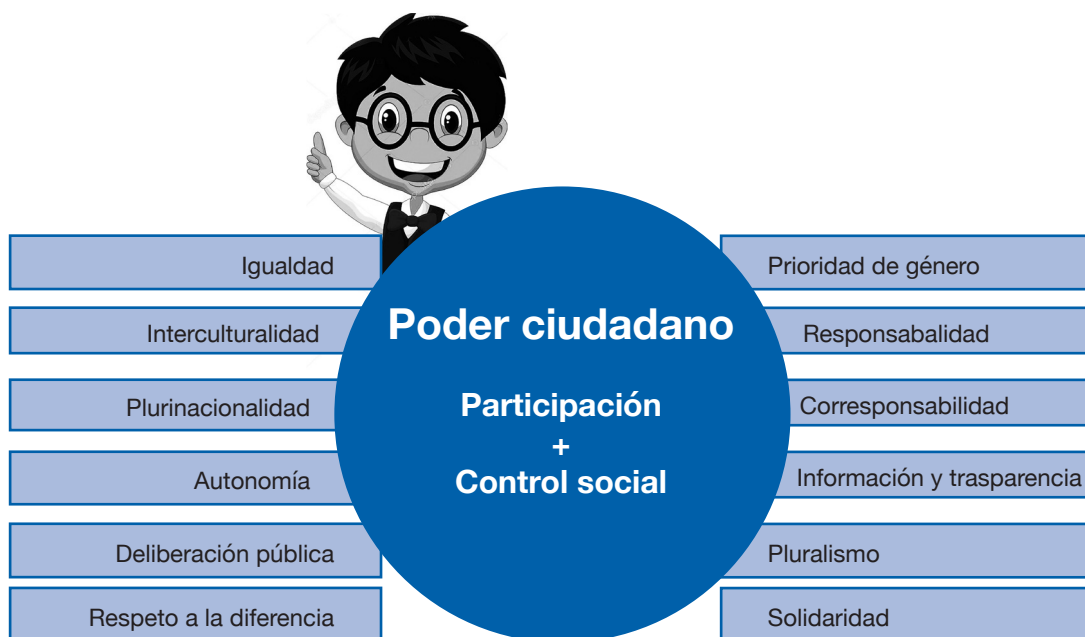 Igualdad
Interculturalidad
Plurinacionalidad
Autonomía
Deliberación pública
Respeto a la diferencia
Poder ciudadano
Participación
+
Control social
Prioridad de género
Responsabalidad
Corresponsabilidad
Información y trasparencia
Pluralismo
Solidaridad